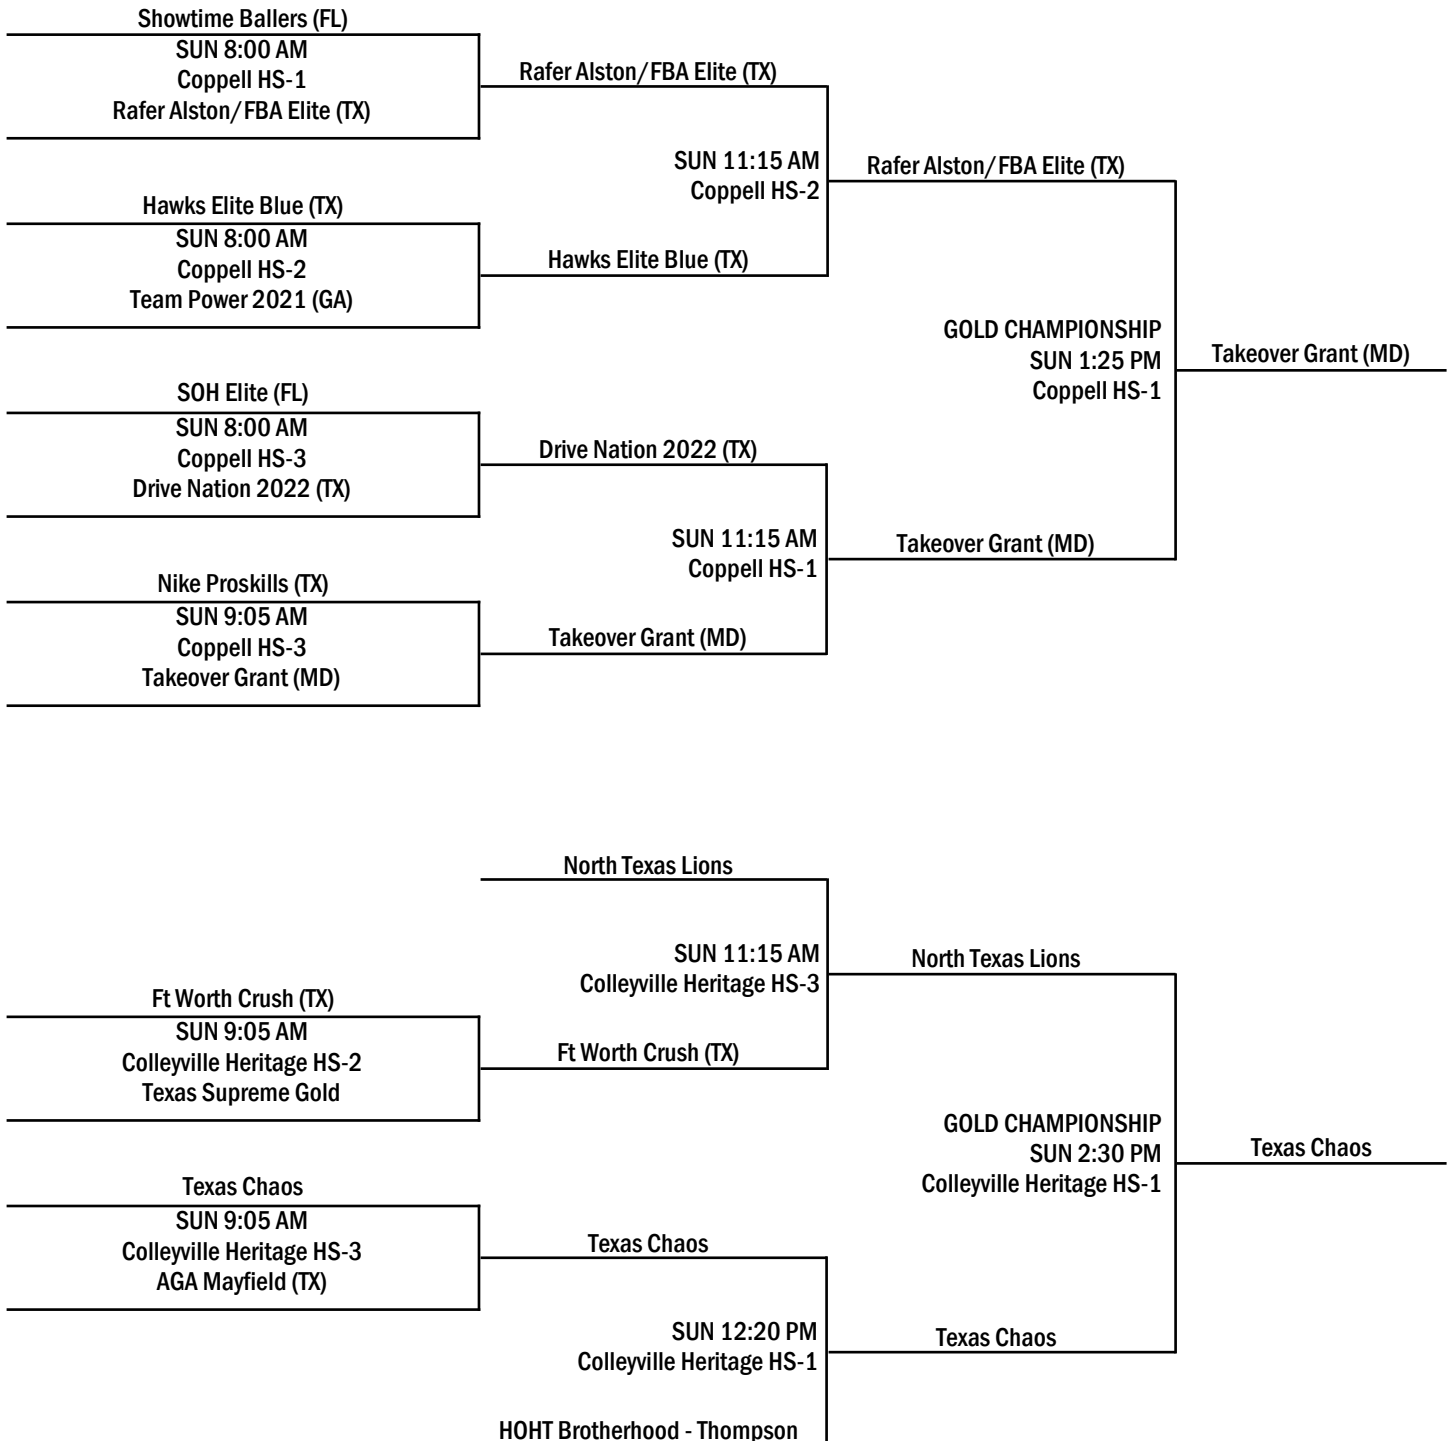 Showtime Ballers (FL)
SUN 8:00 AM
Coppell HS-1
Rafer Alston/FBA Elite (TX)
Rafer Alston/FBA Elite (TX)
SUN 11:15 AM
Coppell HS-2
Rafer Alston/FBA Elite (TX)
Hawks Elite Blue (TX)
SUN 8:00 AM
Coppell HS-2
Team Power 2021 (GA)
Hawks Elite Blue (TX)
GOLD CHAMPIONSHIP
SUN 1:25 PM
Coppell HS-1
Takeover Grant (MD)
SOH Elite (FL)
SUN 8:00 AM
Coppell HS-3
Drive Nation 2022 (TX)
Drive Nation 2022 (TX)
SUN 11:15 AM
Coppell HS-1
Takeover Grant (MD)
Nike Proskills (TX)
SUN 9:05 AM
Coppell HS-3
Takeover Grant (MD)
Takeover Grant (MD)
North Texas Lions
SUN 11:15 AM
Colleyville Heritage HS-3
North Texas Lions
Ft Worth Crush (TX)
SUN 9:05 AM
Colleyville Heritage HS-2
Texas Supreme Gold
Ft Worth Crush (TX)
GOLD CHAMPIONSHIP
SUN 2:30 PM
Colleyville Heritage HS-1
Texas Chaos
Texas Chaos
SUN 9:05 AM
Colleyville Heritage HS-3
AGA Mayfield (TX)
Texas Chaos
SUN 12:20 PM
Colleyville Heritage HS-1
Texas Chaos
HOHT Brotherhood - Thompson